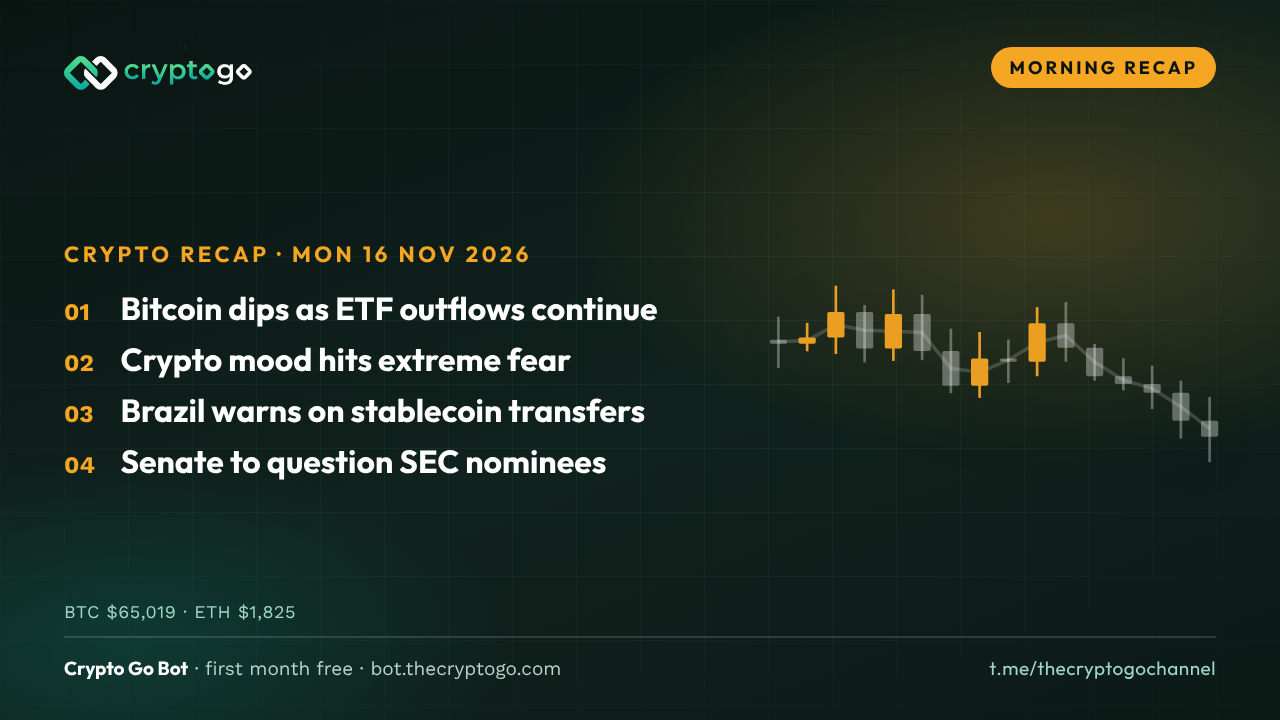 cryptogo
MORNING RECAP
CRYPTO RECAP · MON 16 NOV 2026
01 Bitcoin dips as ETF outflows continue
02 Crypto mood hits extreme fear
03 Brazil warns on stablecoin transfers
04 Senate to question SEC nominees
BTC $65,019 · ETH $1,825
Crypto Go Bot · first month free · bot.thecryptogo.com
t.me/thecryptogochannel